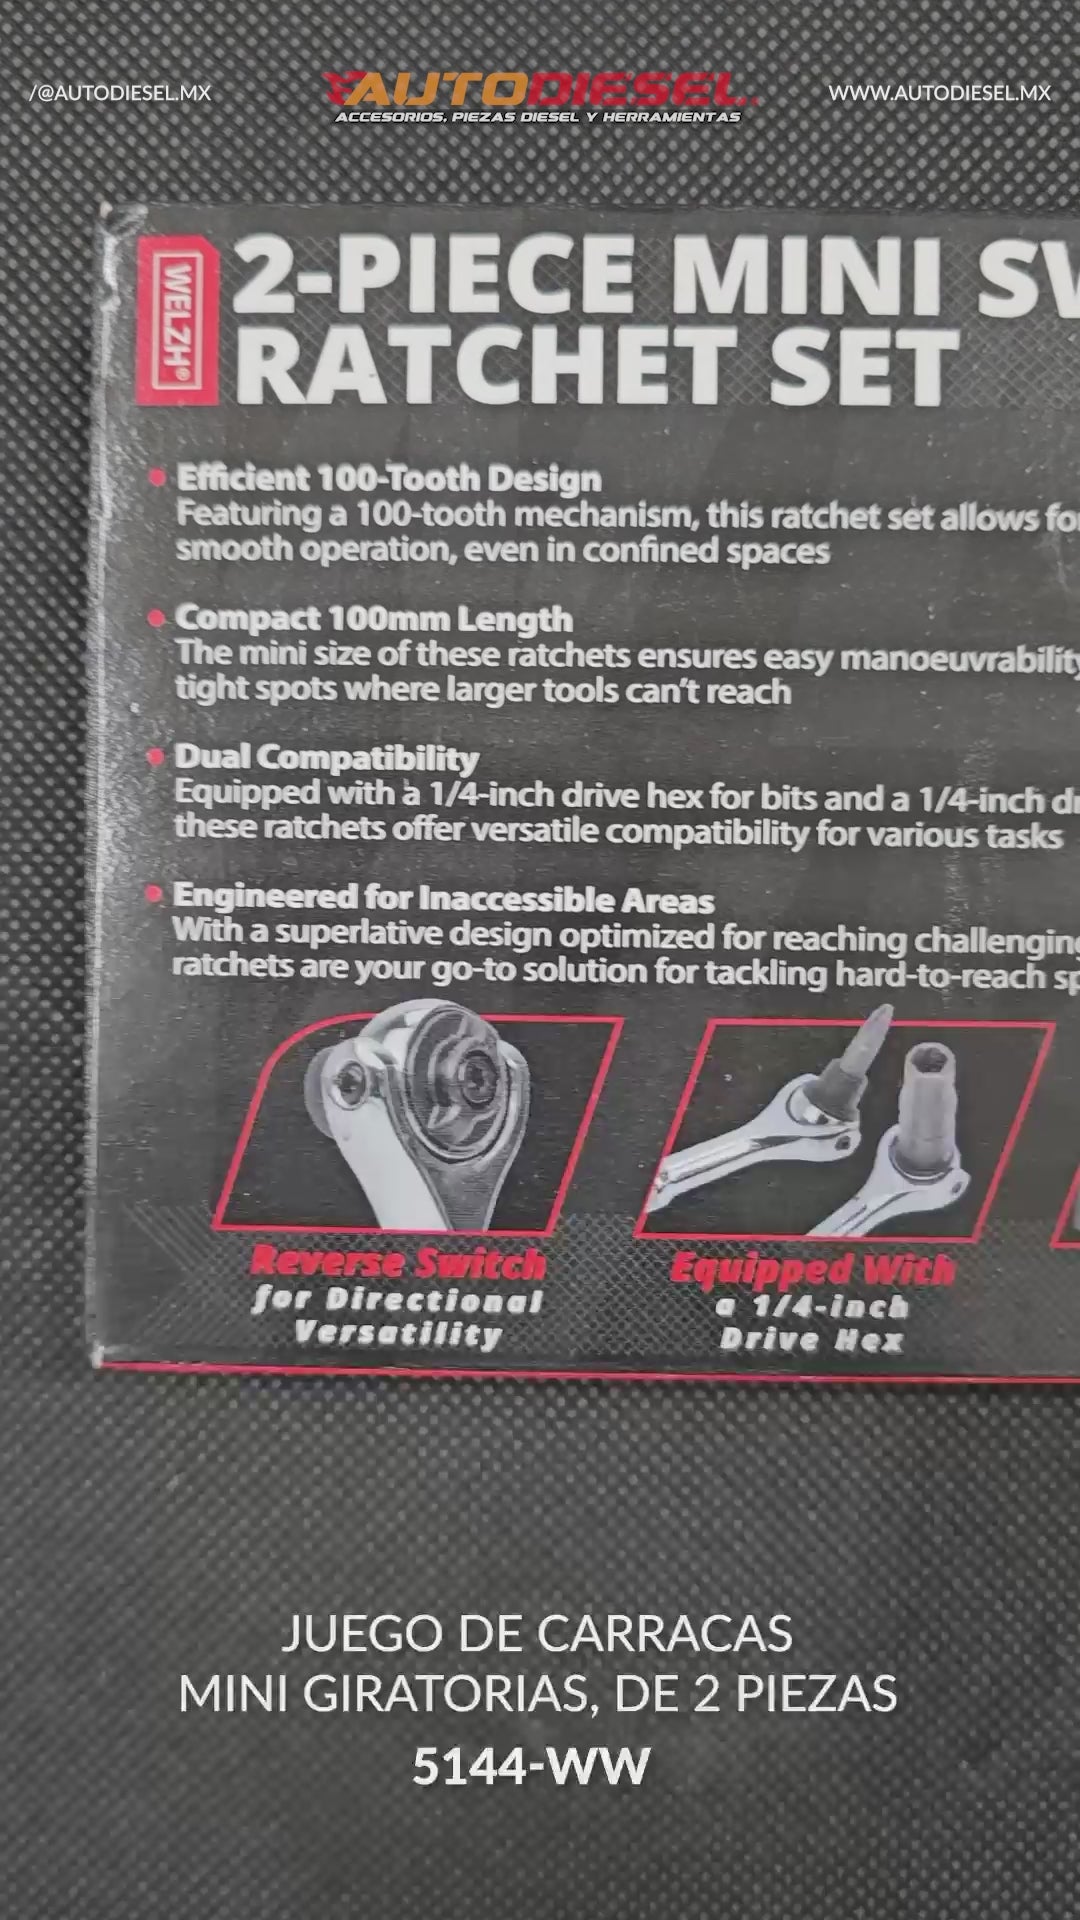 /@AUTODIESEL.MX
AUTODIESEL
WWW.AUTODIESEL.MX
ACCESORIOS, PIEZAS DIESEL Y HERRAMIENTAS
WELZH®
2-PIECE MINI
RATCHET SET
Efficient 100-Tooth Design
Featuring a 100-tooth mechanism, this ratchet set allows
smooth operation, even in confined spaces
Compact 100mm Length
The mini size of these ratchets ensures easy manoeuvrability
tight spots where larger tools can't reach
Dual Compatibility
Equipped with a 1/4-inch drive hex for bits and a 1/4-inch
these ratchets offer versatile compatibility for various tasks
Engineered for Inaccessible Areas
With a superlative design optimized for reaching challenging
ratchets are your go-to solution for tackling hard-to-reach
Reverse Switch
for Directional
Versatility
Equipped With
a 1/4-inch
Drive Hex
JUEGO DE CARRACAS
MINI GIRATORIAS, DE 2 PIEZAS
5144-WW